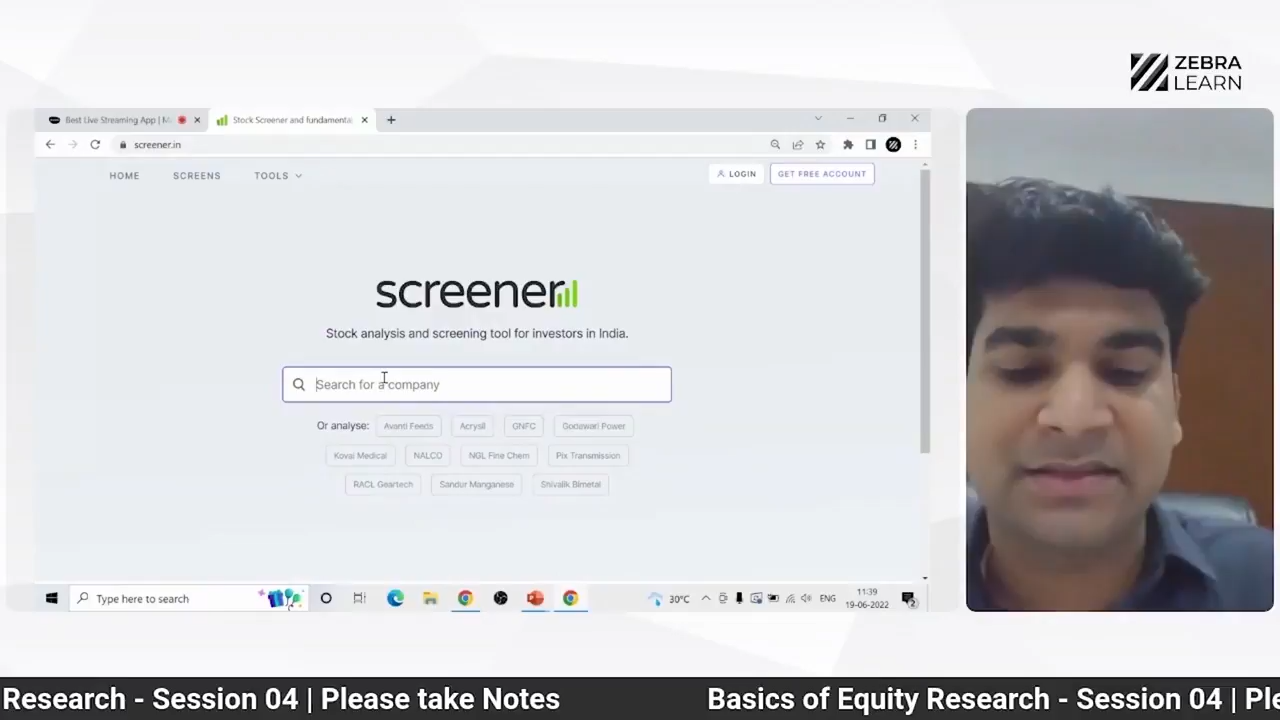 ZEBRA
LEARN
Best Live Streaming App | M
Stock Screener and fundamenta
screener.in
HOME SCREENS TOOLS
LOGIN GET FREE ACCOUNT
screener
Stock analysis and screening tool for investors in India.
Search for a company
Or analyse: Avanti Feeds Acrysil GNFC Godawari Power
Kovai Medical NALCO NGL Fine Chem Pix Transmission
RACL Geartech Sandur Manganese Shivalik Bimetal
Type here to search
30°C ENG
11:39
19-06-2022
2
Research - Session 04 | Please take Notes Basics of Equity Research - Session 04 | Ple